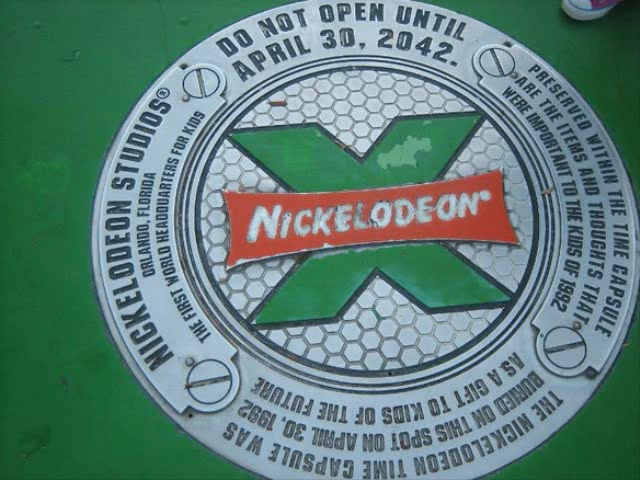 DO NOT OPEN UNTIL
APRIL 30, 2042.
PRESERVED WITHIN THE TIME CAPSULE
ARE THE ITEMS AND THOUGHTS THAT
WERE IMPORTANT TO THE KIDS OF 1992
THE NICKELODEON TIME CAPSULE WAS
BURIED ON THIS SPOT ON APRIL 30, 1992
AS A GIFT TO KIDS OF THE FUTURE
NICKELODEON STUDIOS®
ORLANDO, FLORIDA
THE FIRST WORLD HEADQUARTERS FOR KIDS
NICKELODEON®